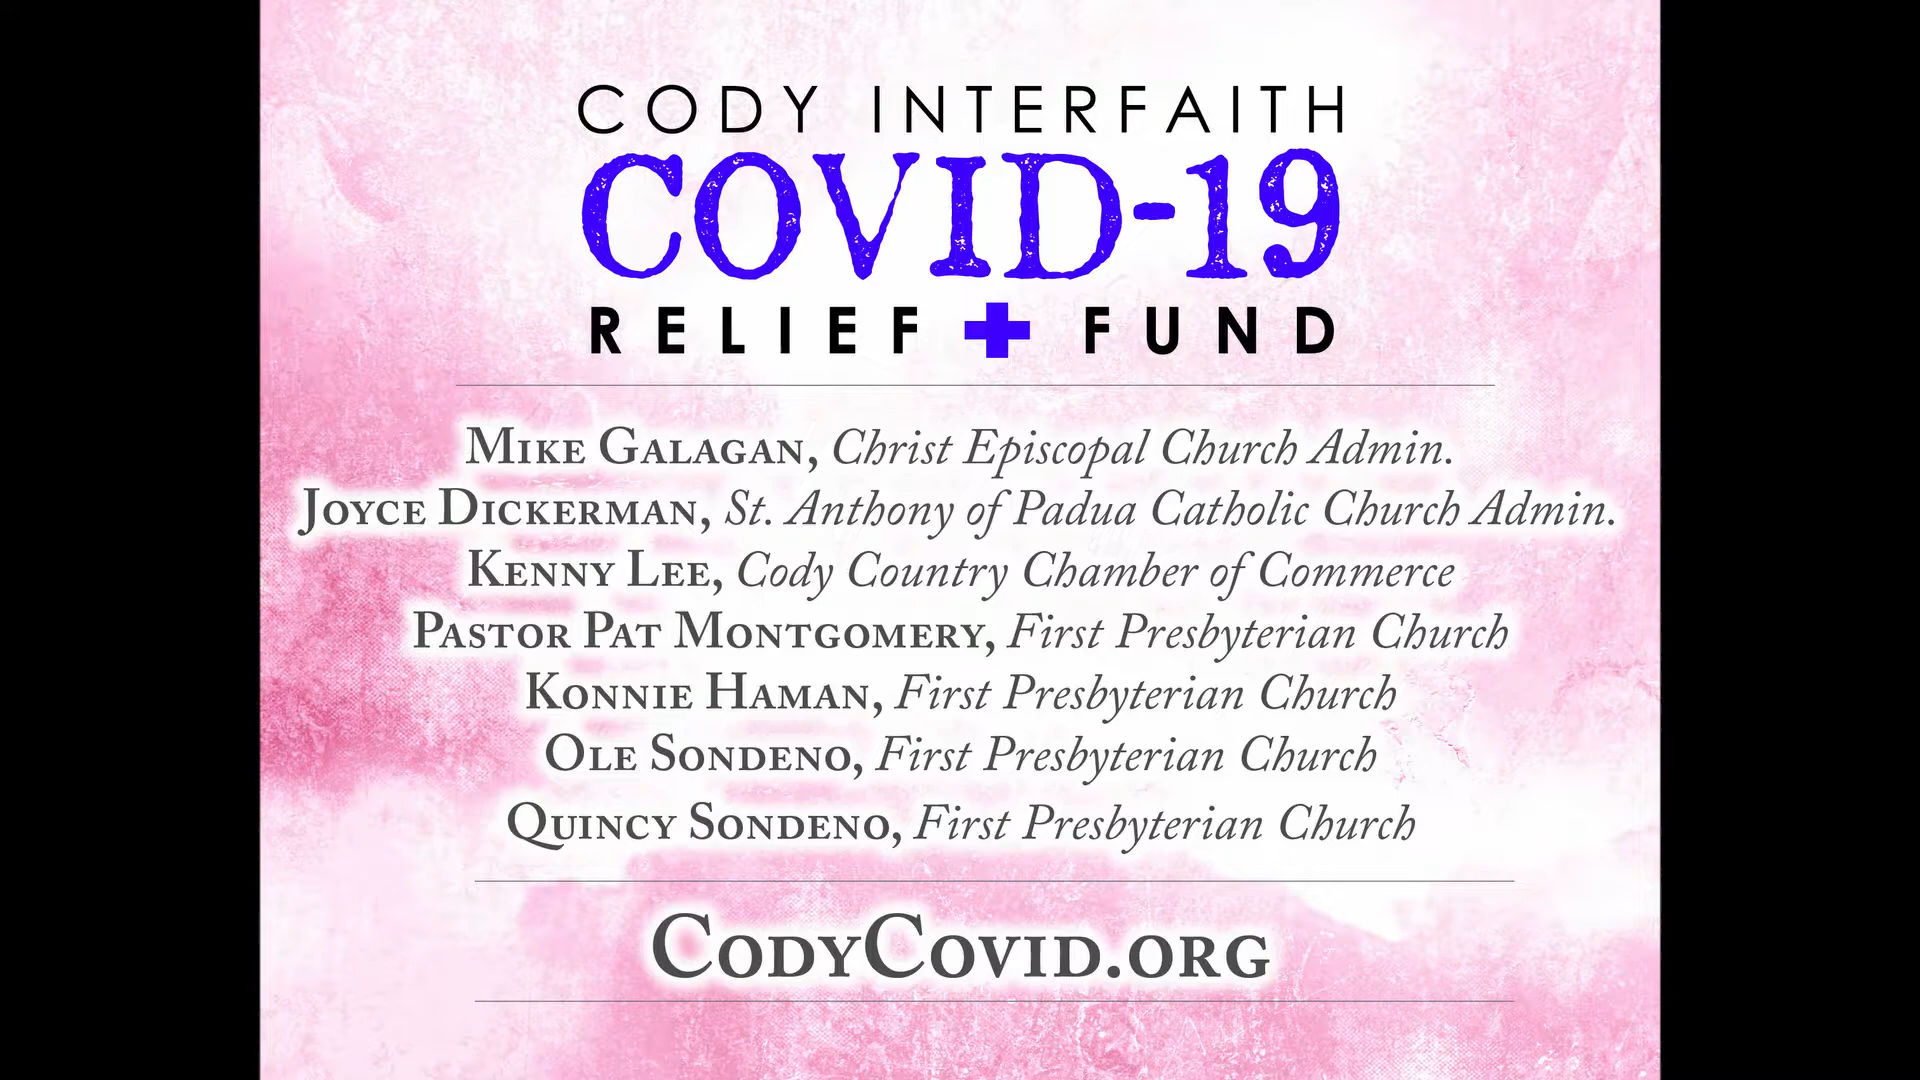 CODY INTERFAITH
COVID-19
RELIEF + FUND
MIKE GALAGAN, Christ Episcopal Church Admin.
JOYCE DICKERMAN, St. Anthony of Padua Catholic Church Admin.
KENNY LEE, Cody Country Chamber of Commerce
PASTOR PAT MONTGOMERY, First Presbyterian Church
KONNIE HAMAN, First Presbyterian Church
OLE SONDENO, First Presbyterian Church
QUINCY SONDENO, First Presbyterian Church
CODYCOVID.ORG